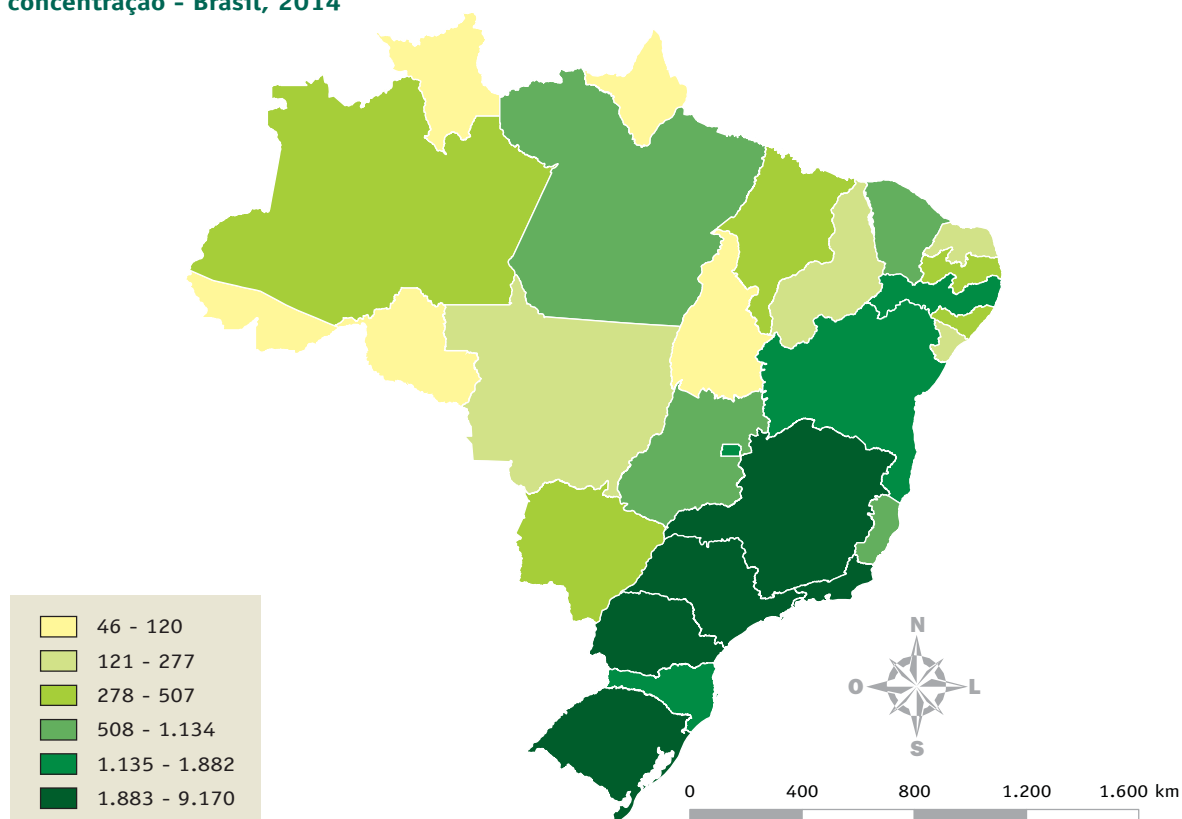 concentração - Brasil, 2014
46 - 120
121 - 277
278 - 507
508 - 1.134
1.135 - 1.882
1.883 - 9.170
N
O
L
S
0 400 800 1.200 1.600 km